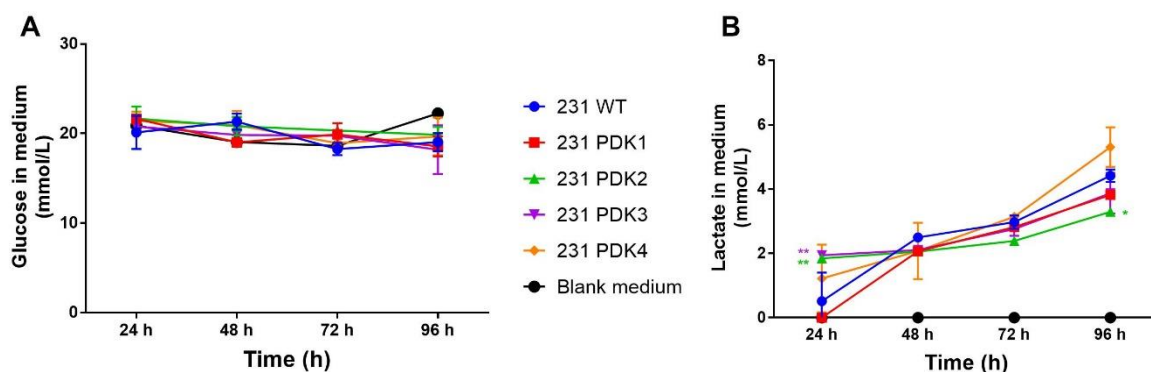 A
Glucose in medium
(mmol/L)
30
20
10
0
24 h
48 h
72 h
96 h
Time (h)
231 WT
231 PDK1
231 PDK2
231 PDK3
231 PDK4
Blank medium
B
Lactate in medium
(mmol/L)
8
6
4
2
0
**
**
*
24 h
48 h
72 h
96 h
Time (h)